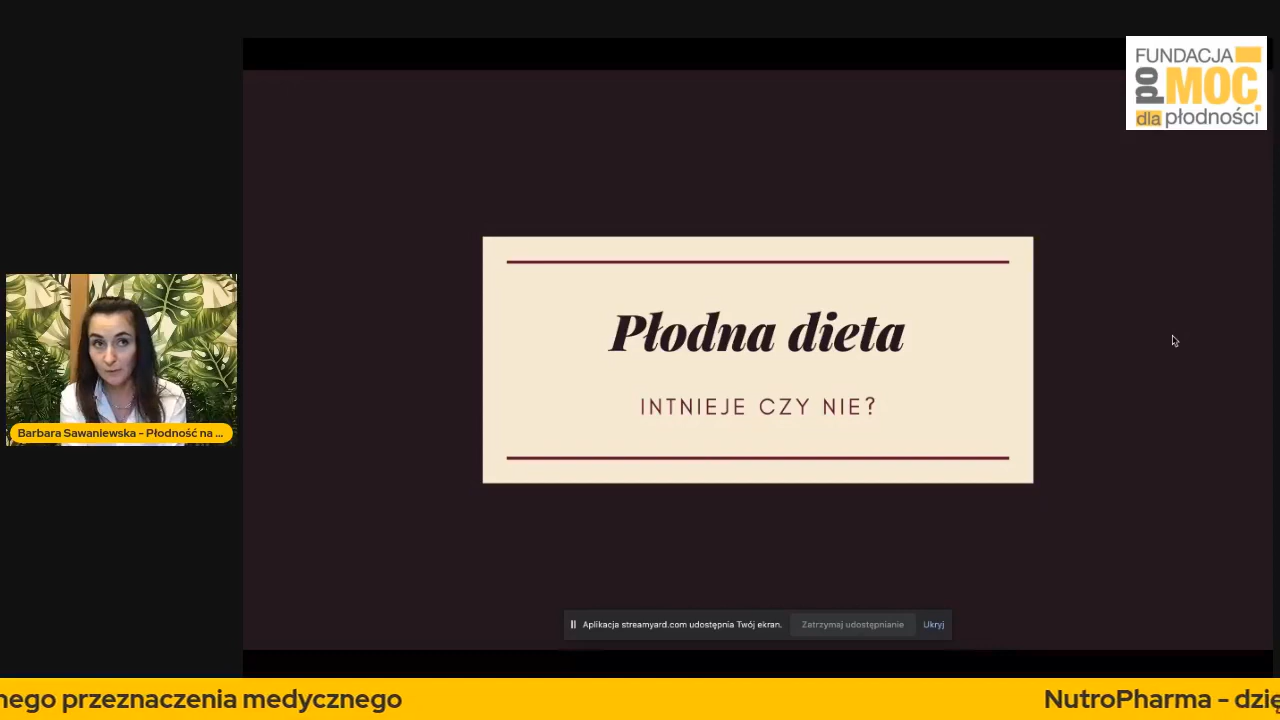 FUNDACJA
po MOC
dla płodności
Płodna dieta
INTNIEJE CZY NIE?
Barbara Sawaniewska - Płodność na ...
Aplikacja streamyard.com udostępnia Twój ekran. Zatrzymaj udostępnianie Ukryj
nego przeznaczenia medycznego NutroPharma - dzię